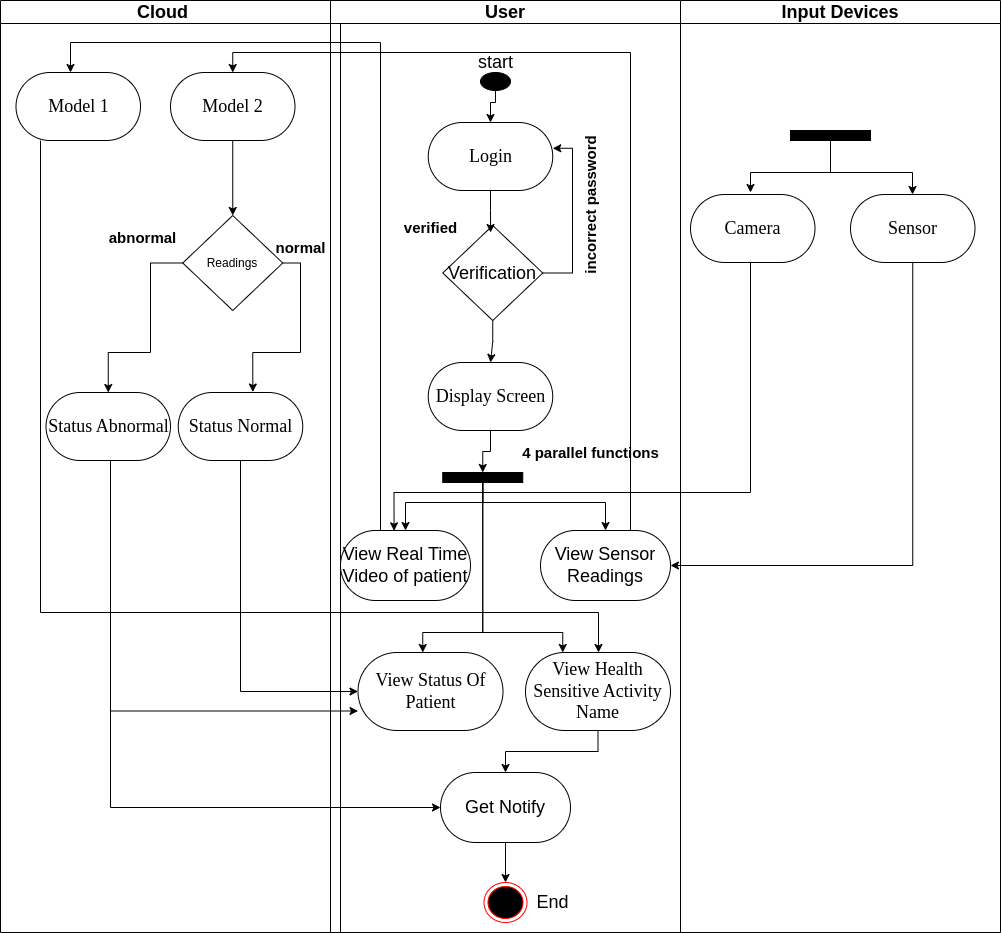 Cloud
User
Input Devices
start
Model 1
Model 2
Login
incorrect password
verified
abnormal
normal
Readings
Verification
Camera
Sensor
Status Abnormal
Status Normal
Display Screen
4 parallel functions
View Real Time
Video of patient
View Sensor
Readings
View Status Of
Patient
View Health
Sensitive Activity
Name
Get Notify
End